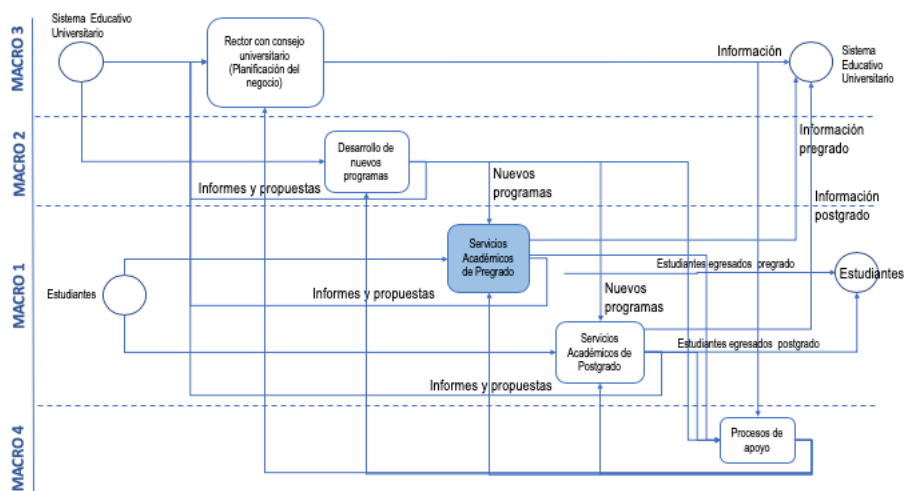 MACRO 3
Sistema Educativo
Universitario
Rector con consejo
universitario
(Planificación del
negocio)
Información
Sistema
Educativo
Universitario
MACRO 2
Desarrollo de
nuevos
programas
Información
pregrado
Informes y propuestas
Nuevos
programas
Información
postgrado
MACRO 1
Servicios
Académicos
de Pregrado
Estudiantes egresados pregrado
Estudiantes
Estudiantes
Informes y propuestas
Nuevos
programas
Servicios
Académicos de
Postgrado
Estudiantes egresados postgrado
Informes y propuestas
MACRO 4
Procesos de
apoyo